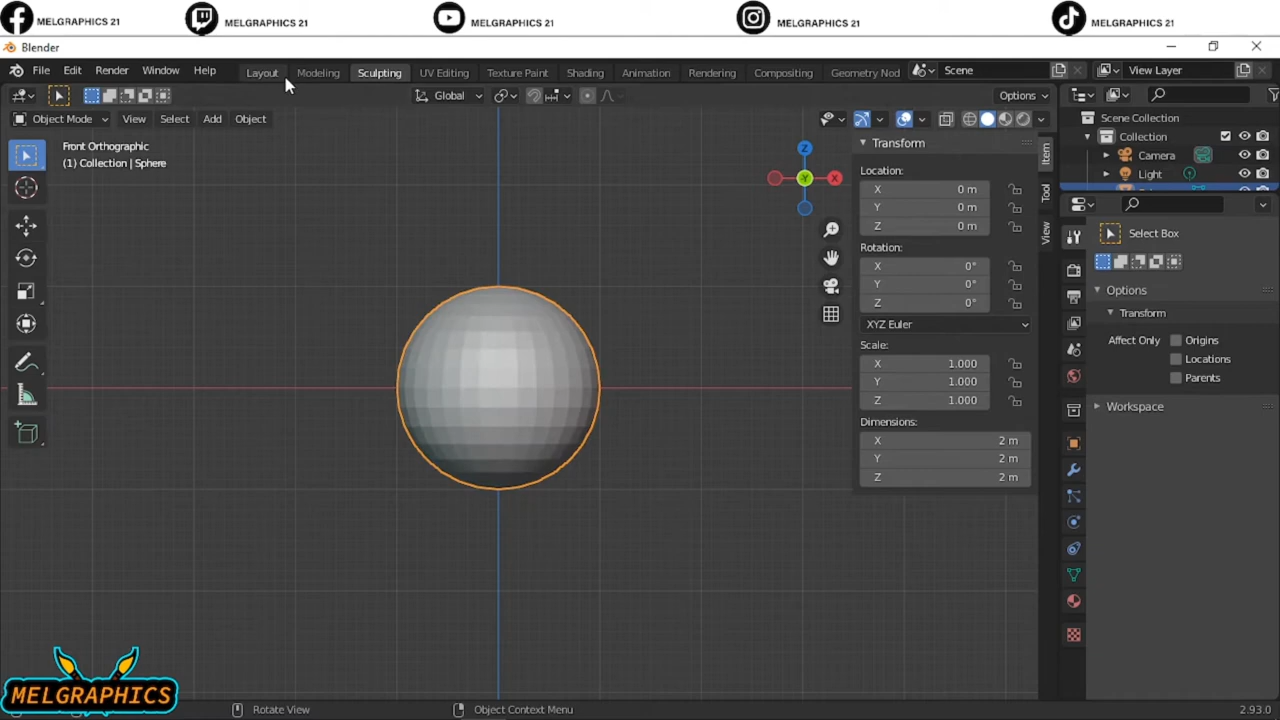 MELGRAPHICS 21 MELGRAPHICS 21 MELGRAPHICS 21 MELGRAPHICS 21 MELGRAPHICS 21
Blender
File Edit Render Window Help Layout Modeling Sculpting UV Editing Texture Paint Shading Animation Rendering Compositing Geometry Nod Scene View Layer
Global Options
Object Mode View Select Add Object
Scene Collection
Collection
Camera
Light
Front Orthographic
(1) Collection | Sphere
Z
X
-Y
Transform
Location:
X 0 m
Y 0 m
Z 0 m
Rotation:
X 0°
Y 0°
Z 0°
XYZ Euler
Scale:
X 1.000
Y 1.000
Z 1.000
Dimensions:
X 2 m
Y 2 m
Z 2 m
Item
Tool
View
Select Box
Options
Transform
Affect Only Origins
Locations
Parents
Workspace
MELGRAPHICS
Rotate View Object Context Menu 2.93.0